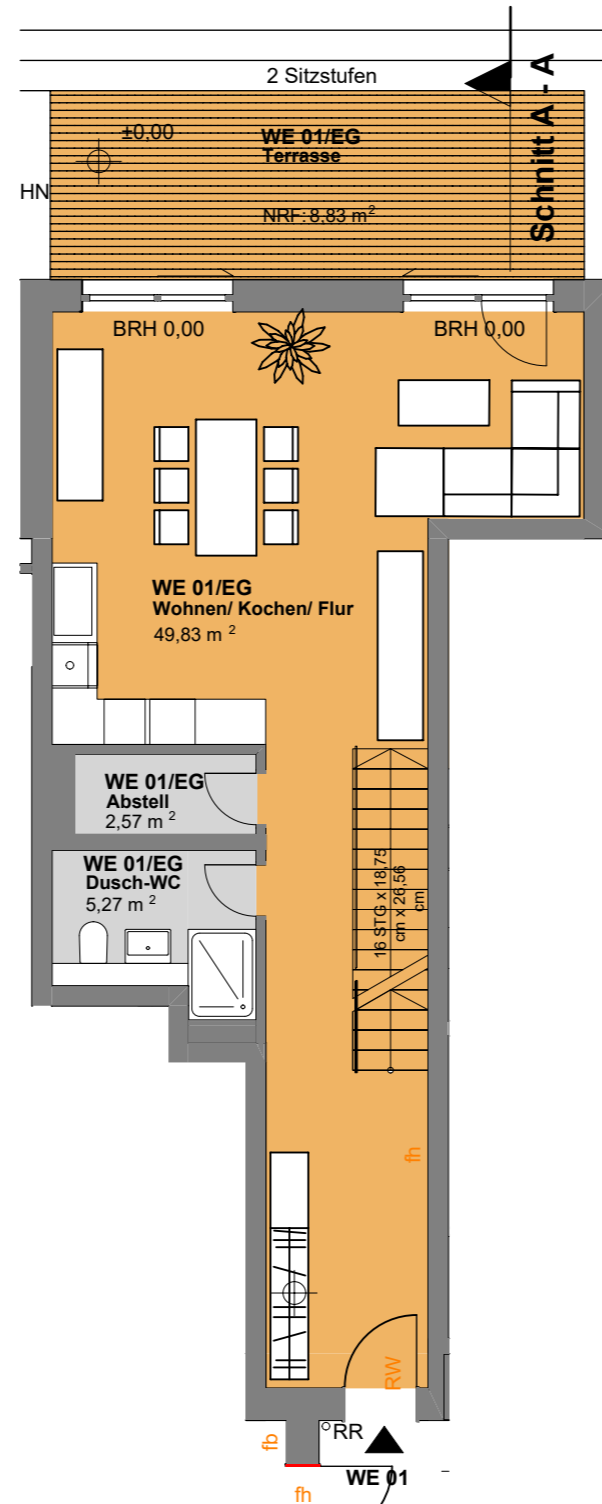 2 Sitzstufen
Schnitt A - A
±0,00
WE 01/EG
Terrasse
HN
NRF: 8,83 m²
BRH 0,00
BRH 0,00
WE 01/EG
Wohnen/ Kochen/ Flur
49,83 m ²
WE 01/EG
Abstell
2,57 m ²
WE 01/EG
Dusch-WC
5,27 m ²
16 STG x 18,75
cm x 26,56
cm
fh
RW
fb
RR
WE 01
fh